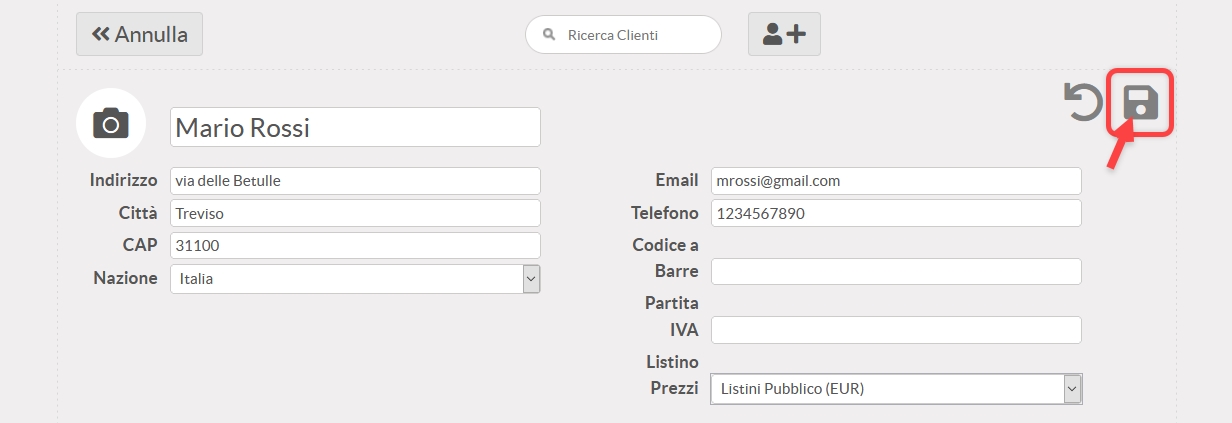 Annulla
Ricerca Clienti
Mario Rossi
Indirizzo via delle Betulle
Città Treviso
CAP 31100
Nazione Italia
Email mrossi@gmail.com
Telefono 1234567890
Codice a
Barre
Partita
IVA
Listino
Prezzi Listini Pubblico (EUR)